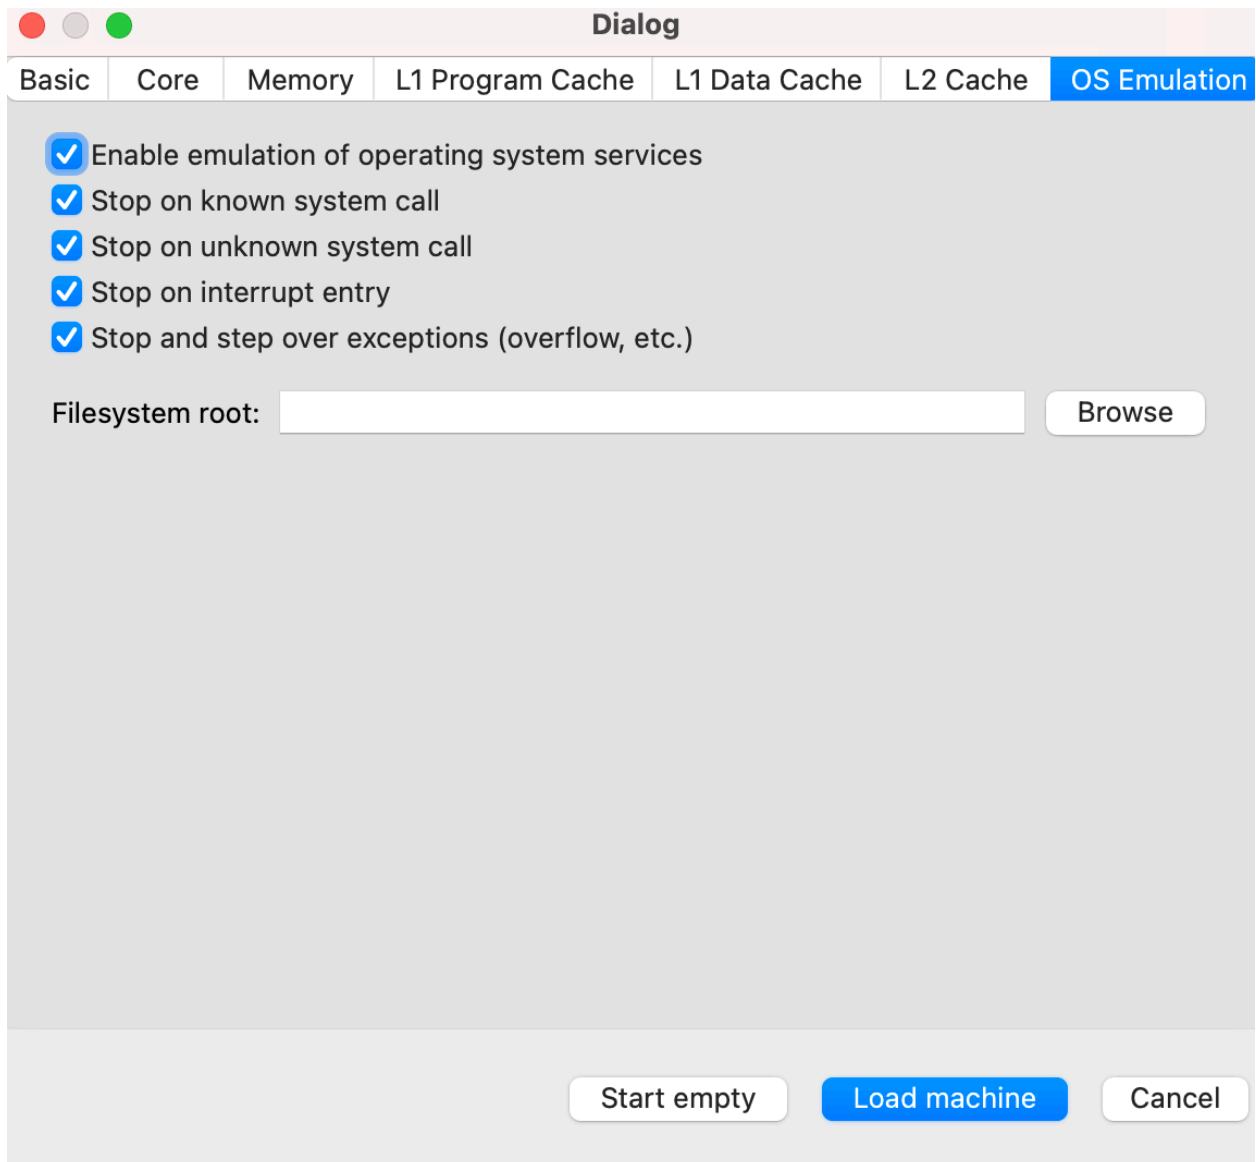 Dialog
Basic Core Memory L1 Program Cache L1 Data Cache L2 Cache OS Emulation
Enable emulation of operating system services
Stop on known system call
Stop on unknown system call
Stop on interrupt entry
Stop and step over exceptions (overflow, etc.)
Filesystem root: Browse
Start empty Load machine Cancel